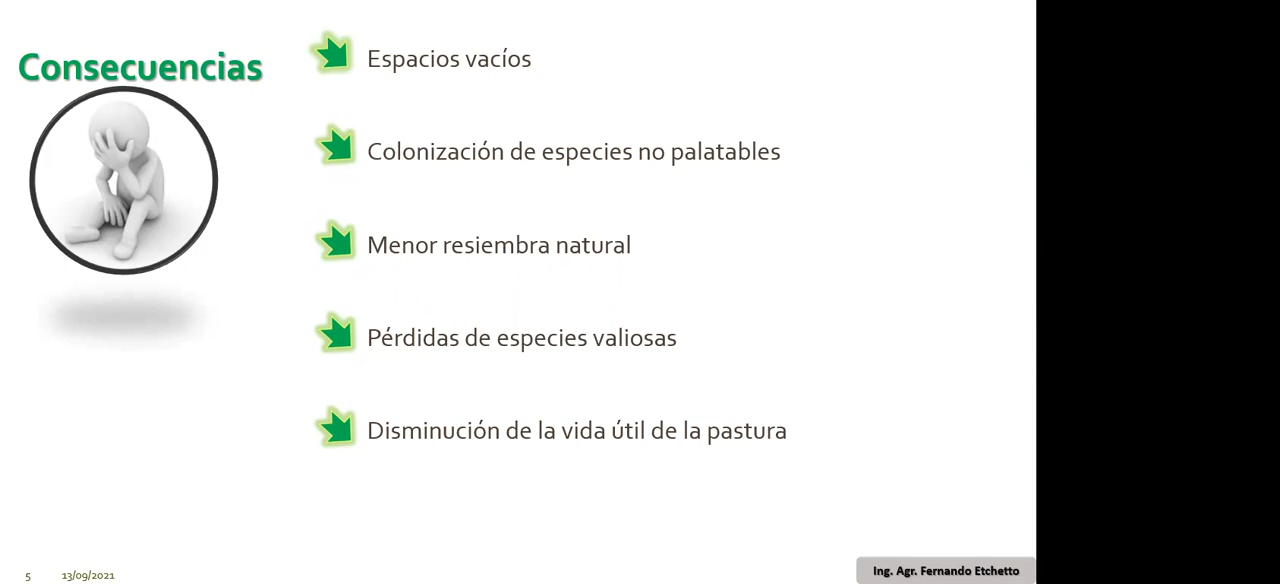 Consecuencias
Espacios vacíos
Colonización de especies no palatables
Menor resiembra natural
Pérdidas de especies valiosas
Disminución de la vida útil de la pastura
5 13/09/2021
Ing. Agr. Fernando Etchetto